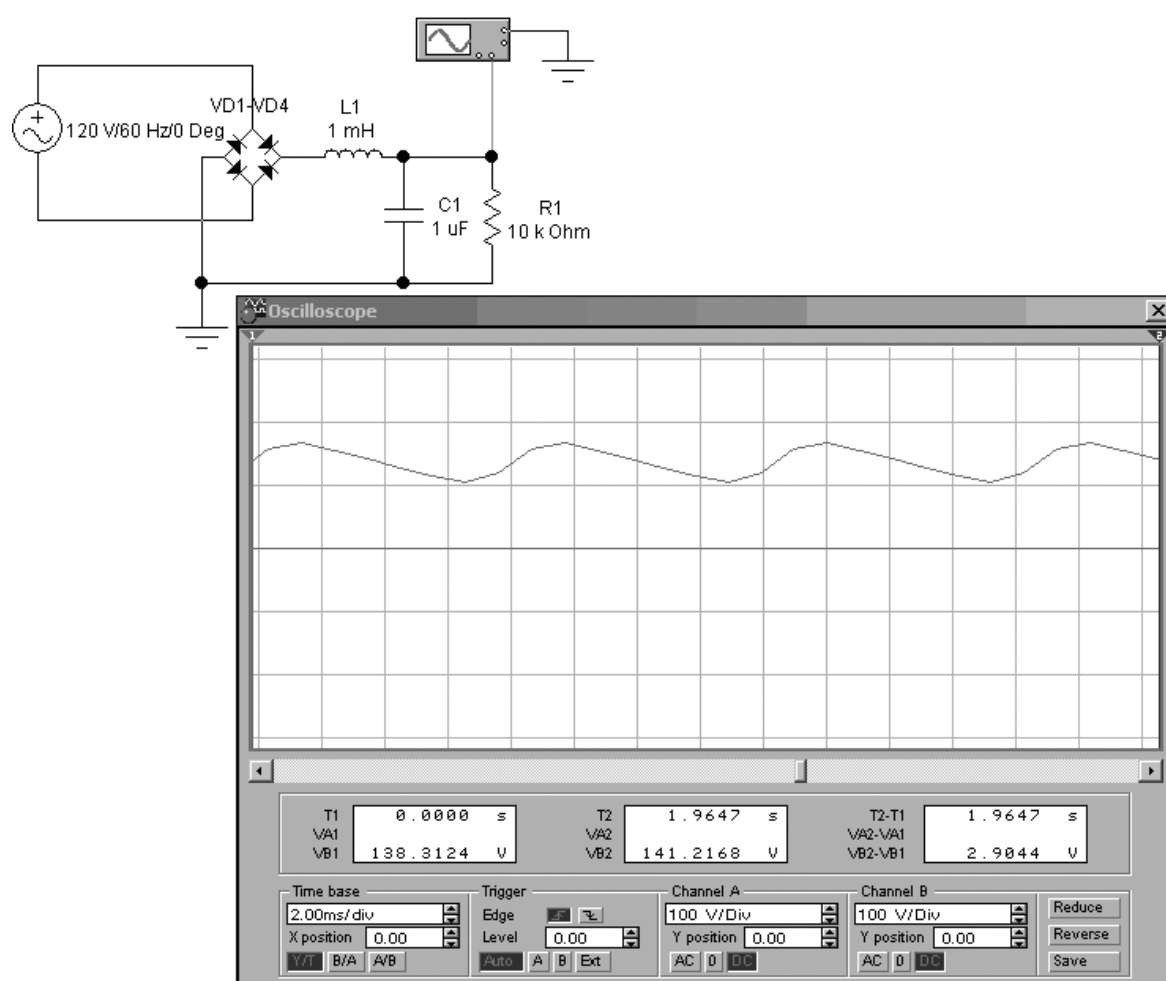 VD1-VD4
120 V/60 Hz/0 Deg
L1
1 mH
C1
1 uF
R1
10 k Ohm
Oscilloscope
1
2
T1 0.0000 s
VA1
VB1 138.3124 V
T2 1.9647 s
VA2
VB2 141.2168 V
T2-T1 1.9647 s
VA2-VA1
VB2-VB1 2.9044 V
Time base
2.00ms/div
X position 0.00
Y/T B/A A/B
Trigger
Edge
Level 0.00
Auto A B Ext
Channel A
100 V/Div
Y position 0.00
AC 0 DC
Channel B
100 V/Div
Y position 0.00
AC 0 DC
Reduce
Reverse
Save